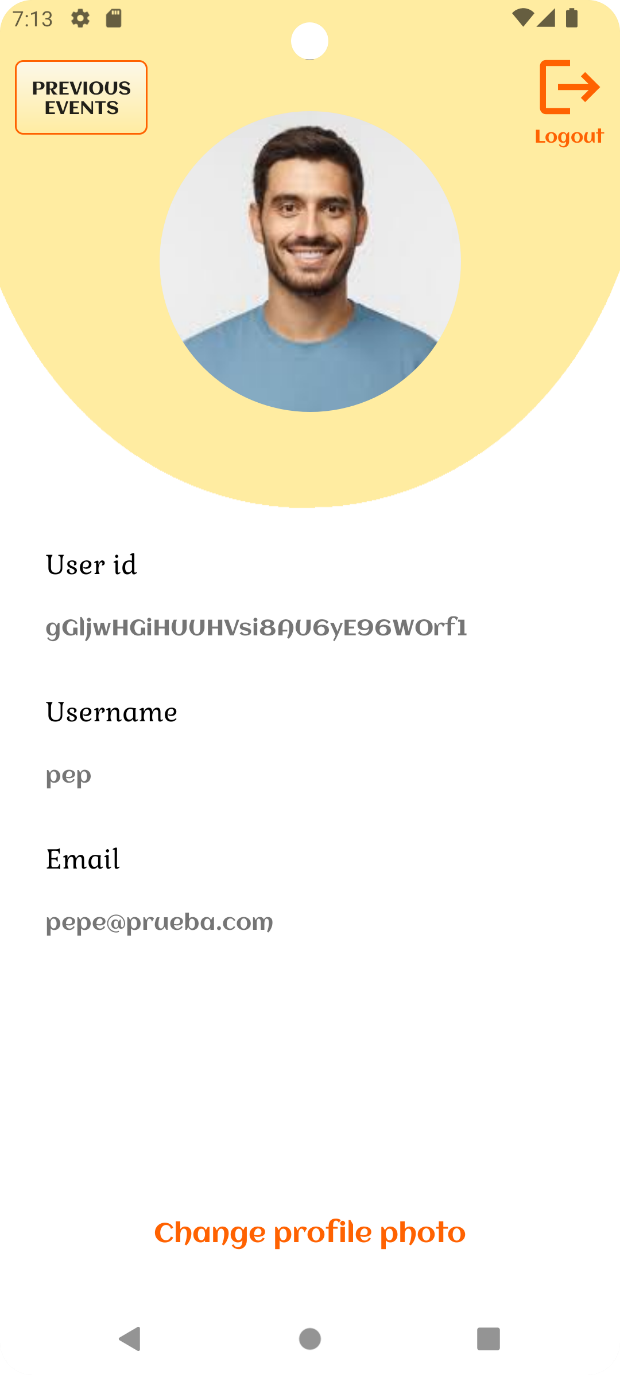 7:13
PREVIOUS
EVENTS
Logout
User id
gGljwHGiHUUHVsi8AU6yE96WOrf1
Username
pep
Email
pepe@prueba.com
Change profile photo